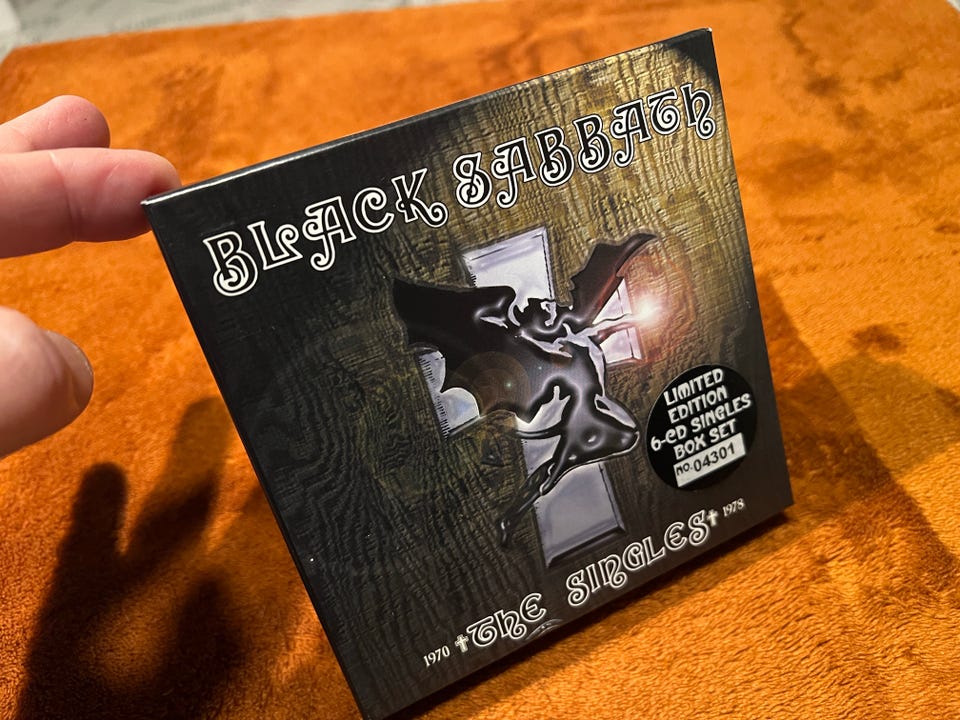 BLACK SABBATH
LIMITED
EDITION
6-CD SINGLES
BOX SET
no. 04301
1970 †THE SINGLES† 1978